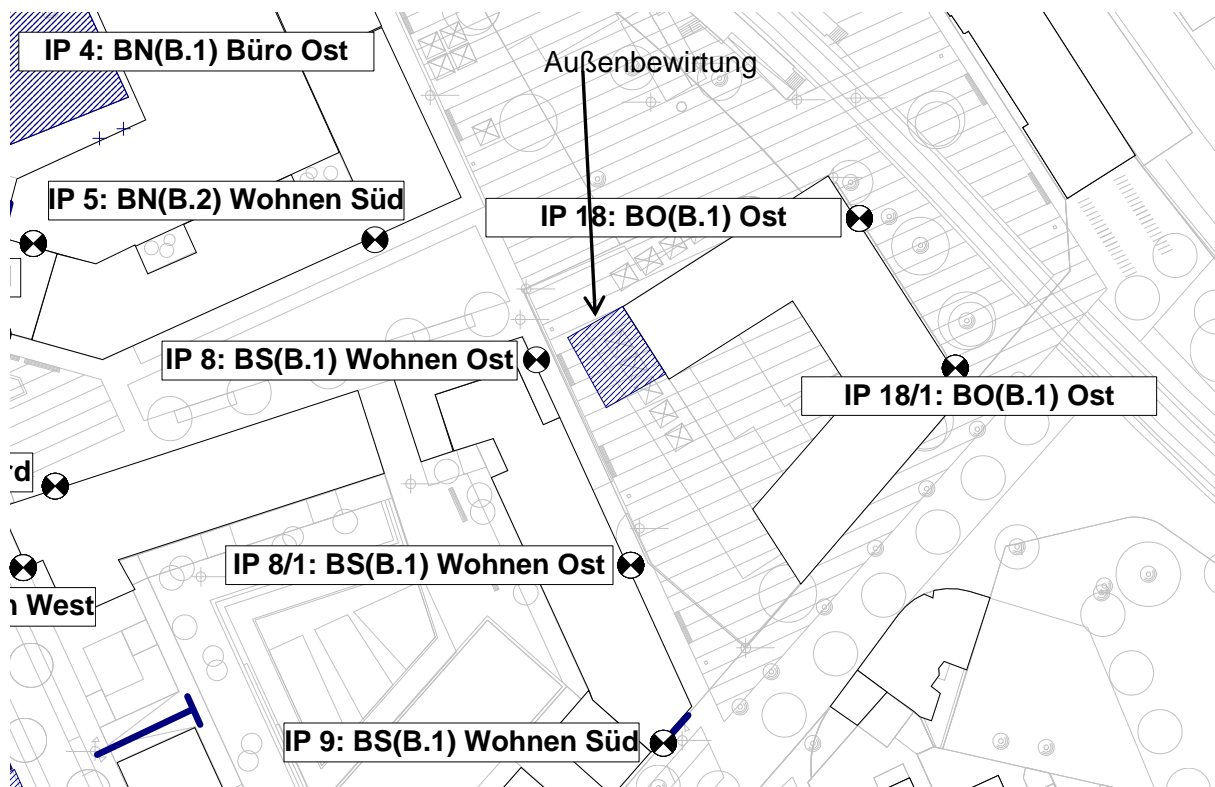 IP 4: BN(B.1) Büro Ost
Außenbewirtung
IP 5: BN(B.2) Wohnen Süd
IP 18: BO(B.1) Ost
IP 8: BS(B.1) Wohnen Ost
IP 18/1: BO(B.1) Ost
rd
IP 8/1: BS(B.1) Wohnen Ost
West
IP 9: BS(B.1) Wohnen Süd